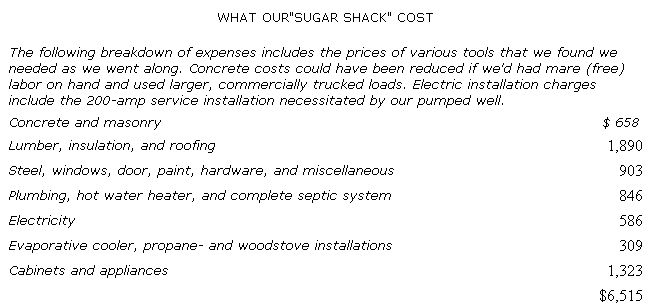 WHAT OUR"SUGAR SHACK" COST
The following breakdown of expenses includes the prices of various tools that we found we
needed as we went along. Concrete costs could have been reduced if we'd had mare (free)
labor on hand and used larger, commercially trucked loads. Electric installation charges
include the 200-amp service installation necessitated by our pumped well.
Concrete and masonry $ 658
Lumber, insulation, and roofing 1,890
Steel, windows, door, paint, hardware, and miscellaneous 903
Plumbing, hot water heater, and complete septic system 846
Electricity 586
Evaporative cooler, propane- and woodstove installations 309
Cabinets and appliances 1,323
$6,515